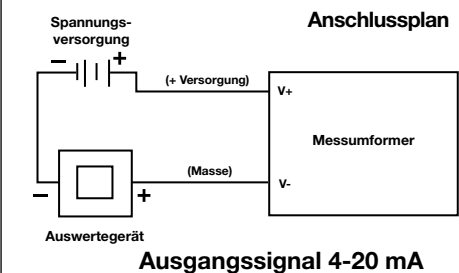 Anschlussplan
Spannungs-
versorgung
− +
(+ Versorgung)
V+
Messumformer
(Masse)
V-
− +
Auswertegerät
Ausgangssignal 4-20 mA